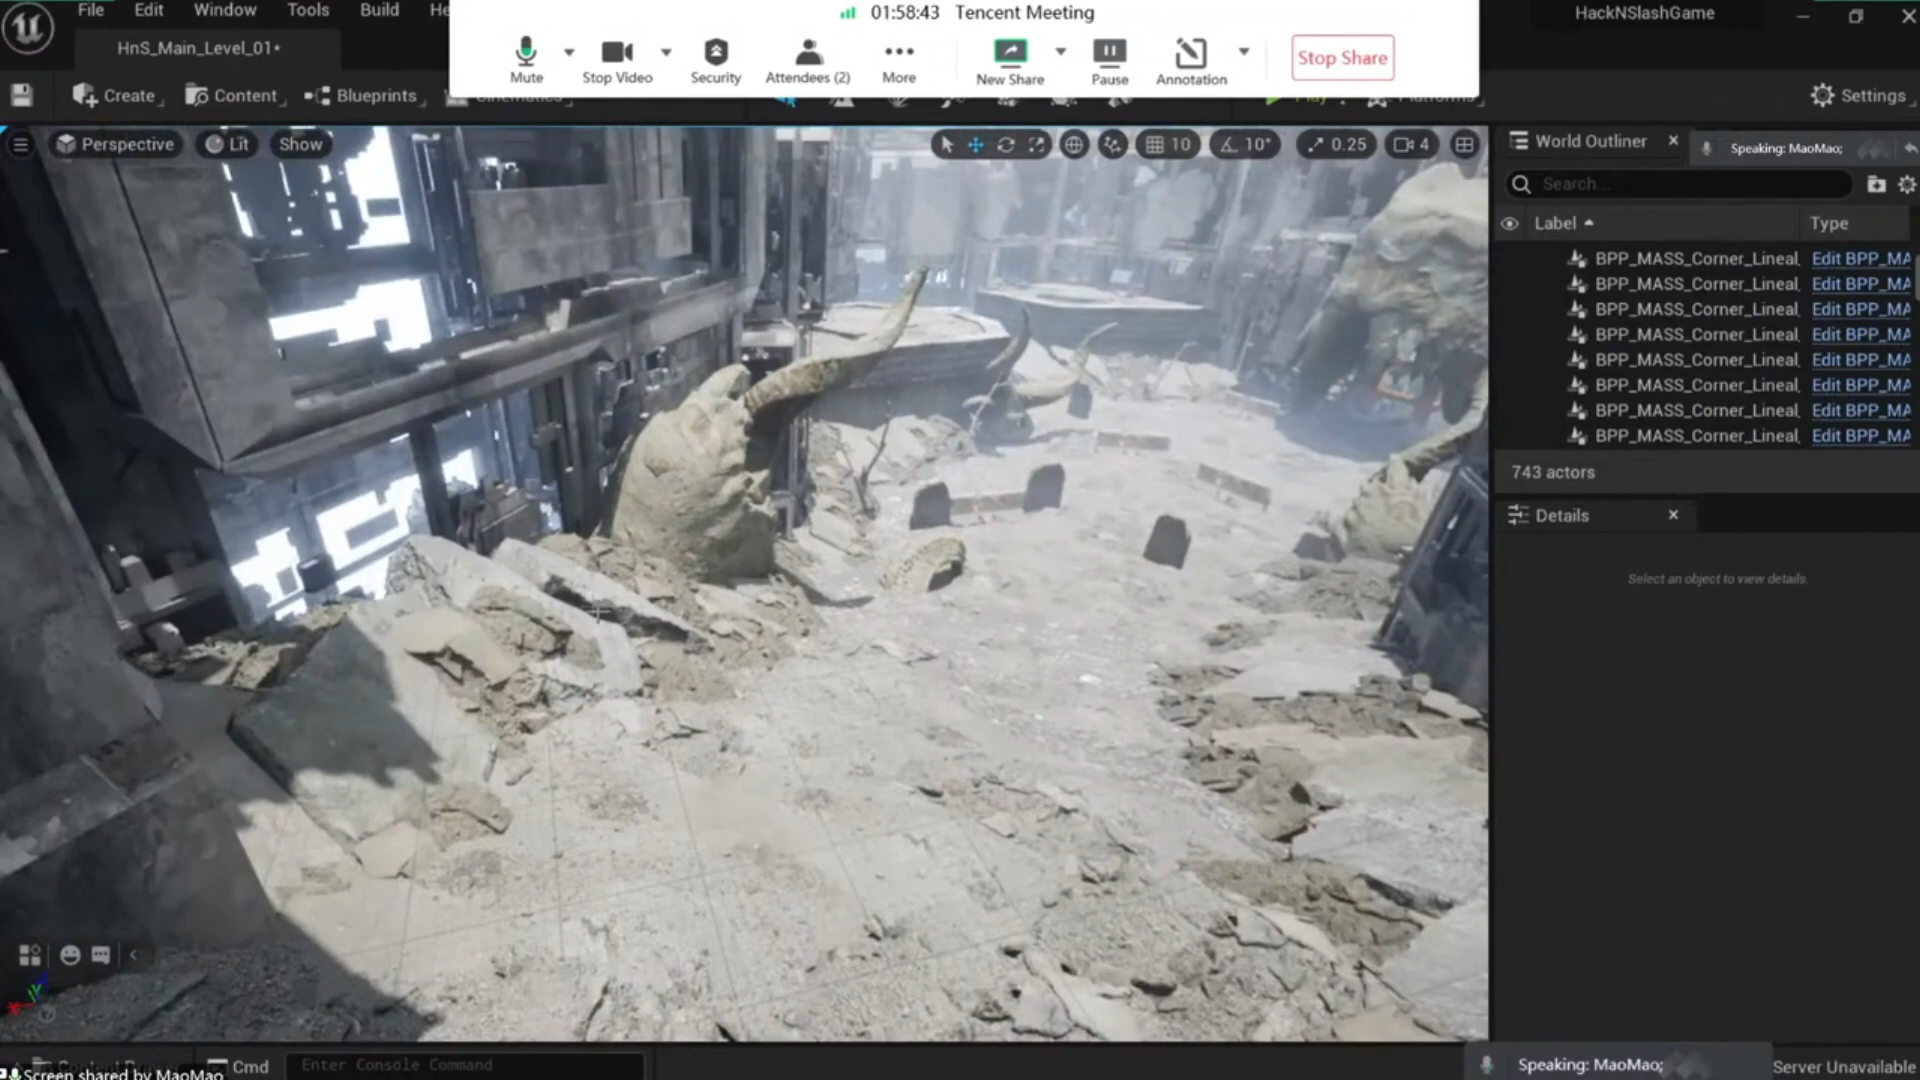 File Edit Window Tools Build He
01:58:43 Tencent Meeting
HackNSlashGame
HnS_Main_Level_01*
Mute Stop Video Security Attendees (2) More New Share Pause Annotation Stop Share
Create Content Blueprints Cinematics Play Platforms Settings
Perspective Lit Show 10 10° 0.25 4
World Outliner Speaking: MaoMao;
Search...
Label Type
BPP_MASS_Corner_Lineal Edit BPP_MA
BPP_MASS_Corner_Lineal Edit BPP_MA
BPP_MASS_Corner_Lineal Edit BPP_MA
BPP_MASS_Corner_Lineal Edit BPP_MA
BPP_MASS_Corner_Lineal Edit BPP_MA
BPP_MASS_Corner_Lineal Edit BPP_MA
BPP_MASS_Corner_Lineal Edit BPP_MA
BPP_MASS_Corner_Lineal Edit BPP_MA
743 actors
Details
Select an object to view details.
Cmd Enter Console Command
Speaking: MaoMao; Server Unavailable
Screen shared by MaoMao